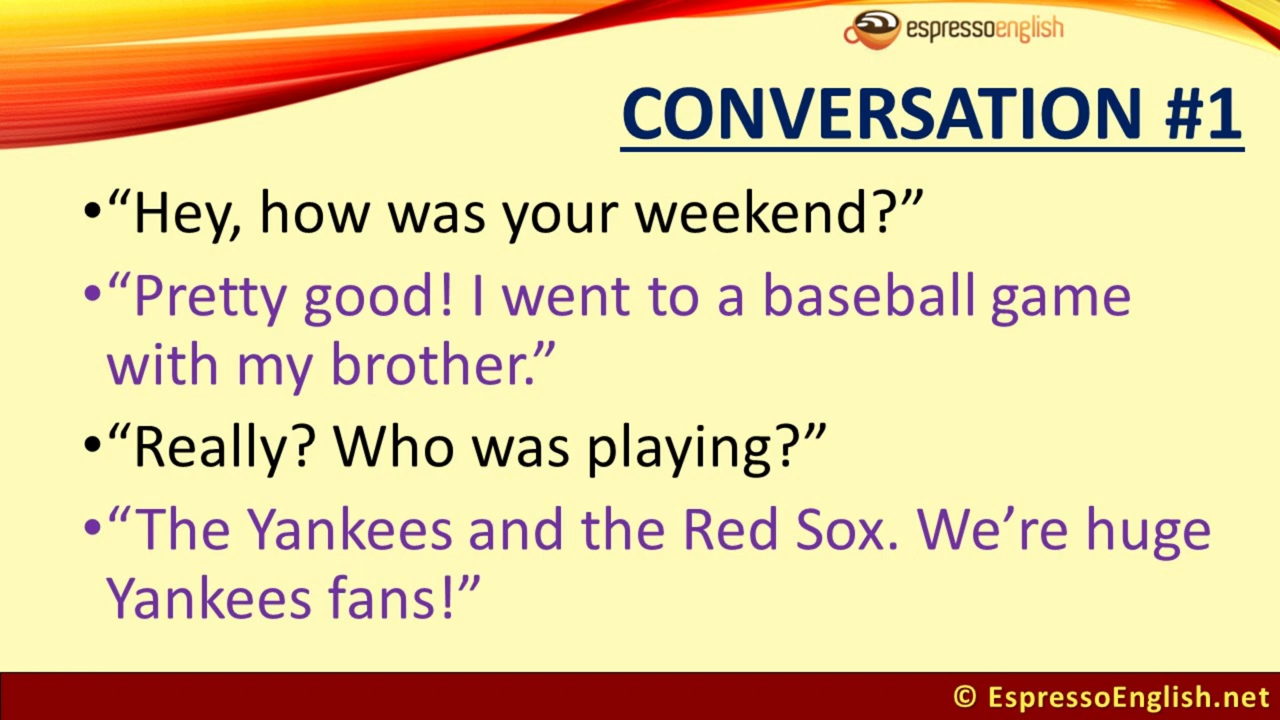 espressoenglish
CONVERSATION #1
•“Hey, how was your weekend?”
•“Pretty good! I went to a baseball game
with my brother.”
•“Really? Who was playing?”
•“The Yankees and the Red Sox. We’re huge
Yankees fans!”
© EspressoEnglish.net